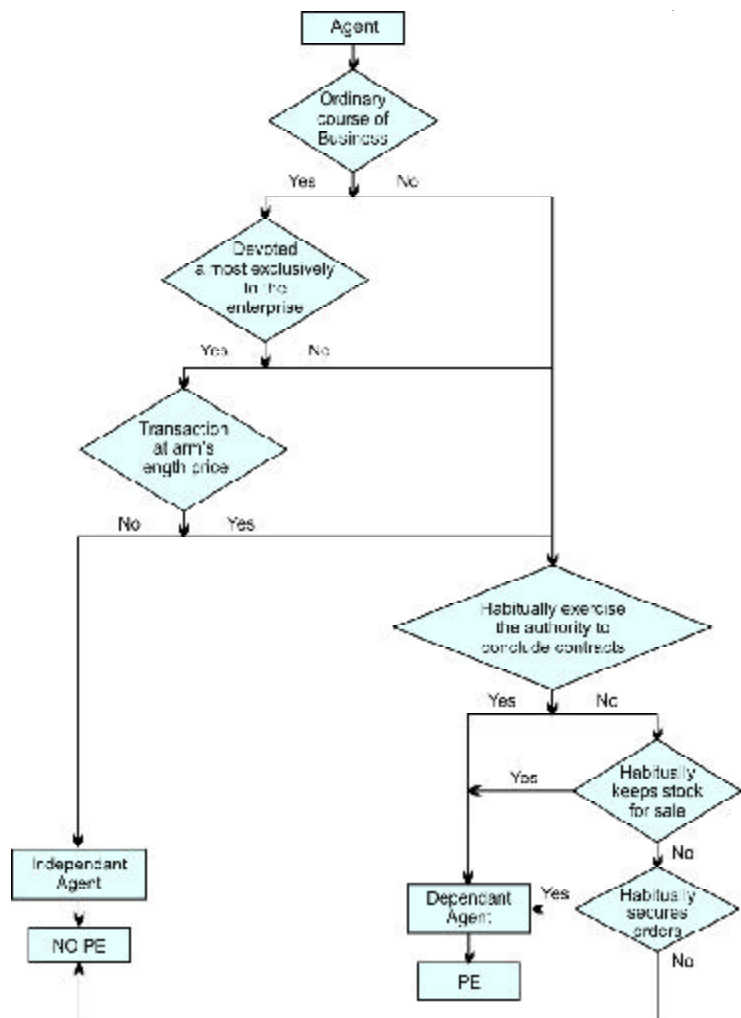 Agent
Ordinary
course of
Business
Yes
No
Devoted
a most exclusively
to the
enterprise
Yes
No
Transaction
at arm's
ength price
No
Yes
Habitually exercise
the authority to
conclude contracts
Yes
No
Habitually
keeps stock
for sale
Yes
No
Independant
Agent
Dependant
Agent
Yes
Habitually
secures
orders
NO PE
No
PE